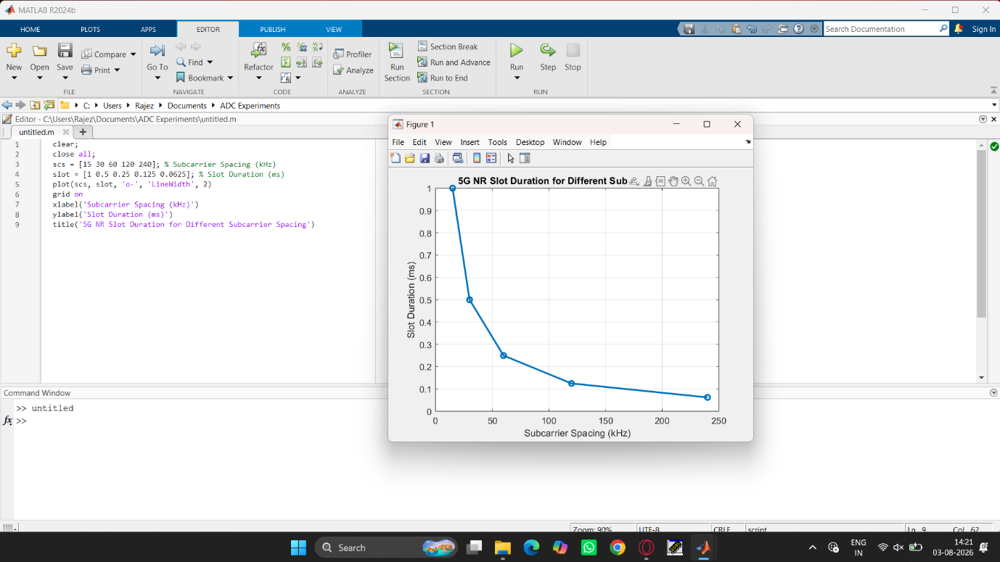 MATLAB R2024b
HOME PLOTS APPS EDITOR PUBLISH VIEW Search Documentation Sign In
New Open Save Compare Print FILE
Go To Find Bookmark NAVIGATE
Refactor CODE
Profiler Analyze ANALYZE
Run Section Section Break Run and Advance Run to End SECTION
Run Step Stop RUN
C: Users Rajez Documents ADC Experiments
Editor - C:\Users\Rajez\Documents\ADC Experiments\untitled.m
untitled.m
1 clear;
2 close all;
3 scs = [15 30 60 120 240]; % Subcarrier Spacing (kHz)
4 slot = [1 0.5 0.25 0.125 0.0625]; % Slot Duration (ms)
5 plot(scs, slot, 'o-', 'LineWidth', 2)
6 grid on
7 xlabel('Subcarrier Spacing (kHz)')
8 ylabel('Slot Duration (ms)')
9 title('5G NR Slot Duration for Different Subcarrier Spacing')
Figure 1
File Edit View Insert Tools Desktop Window Help
5G NR Slot Duration for Different Sub
1
0.9
0.8
0.7
0.6
0.5
0.4
0.3
0.2
0.1
0
Slot Duration (ms)
0 50 100 150 200 250
Subcarrier Spacing (kHz)
Command Window
>> untitled
fx >>
Zoom: 90% UTF-8 CRLF script Ln 9 Col 62
Search
ENG
IN
14:21
03-08-2026